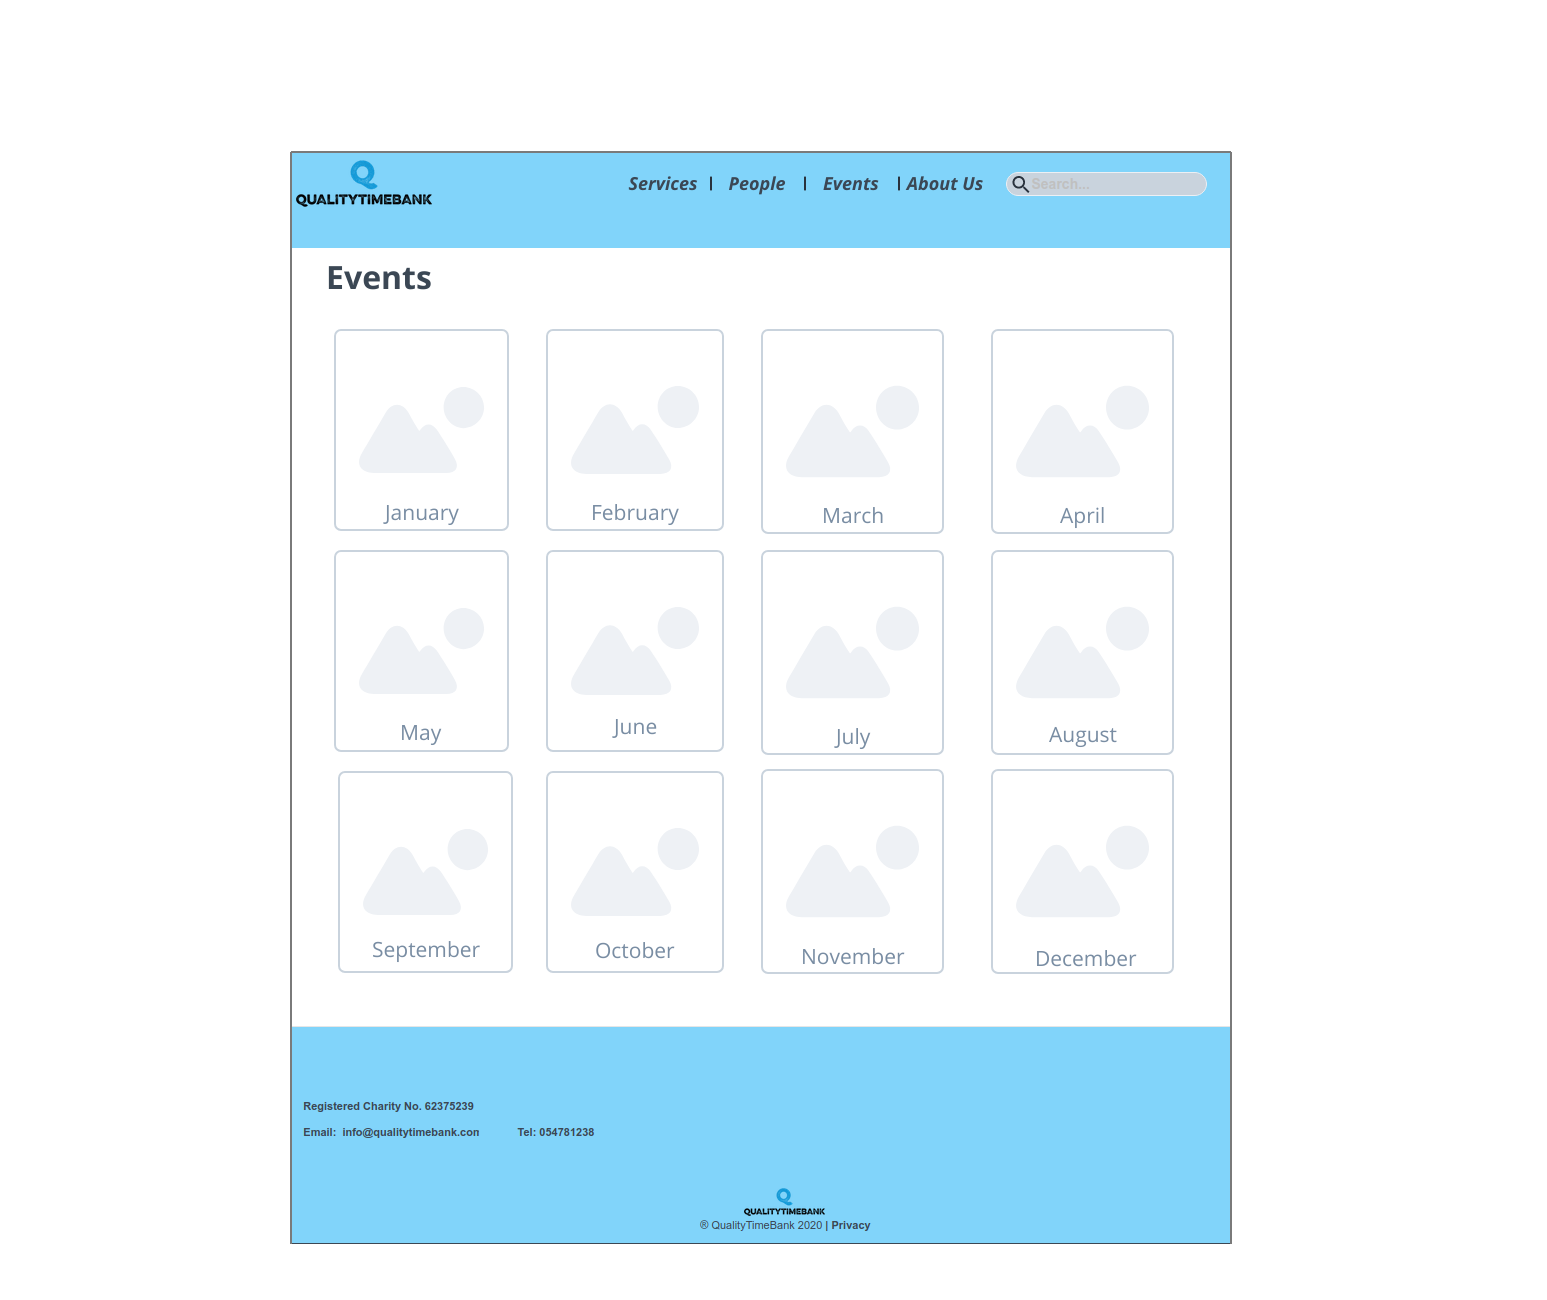 Q
QUALITYTIMEBANK
Services | People | Events | About Us Search...
Events
January February March April
May June July August
September October November December
Registered Charity No. 62375239
Email: info@qualitytimebank.con Tel: 054781238
Q
QUALITYTIMEBANK
® QualityTimeBank 2020 | Privacy